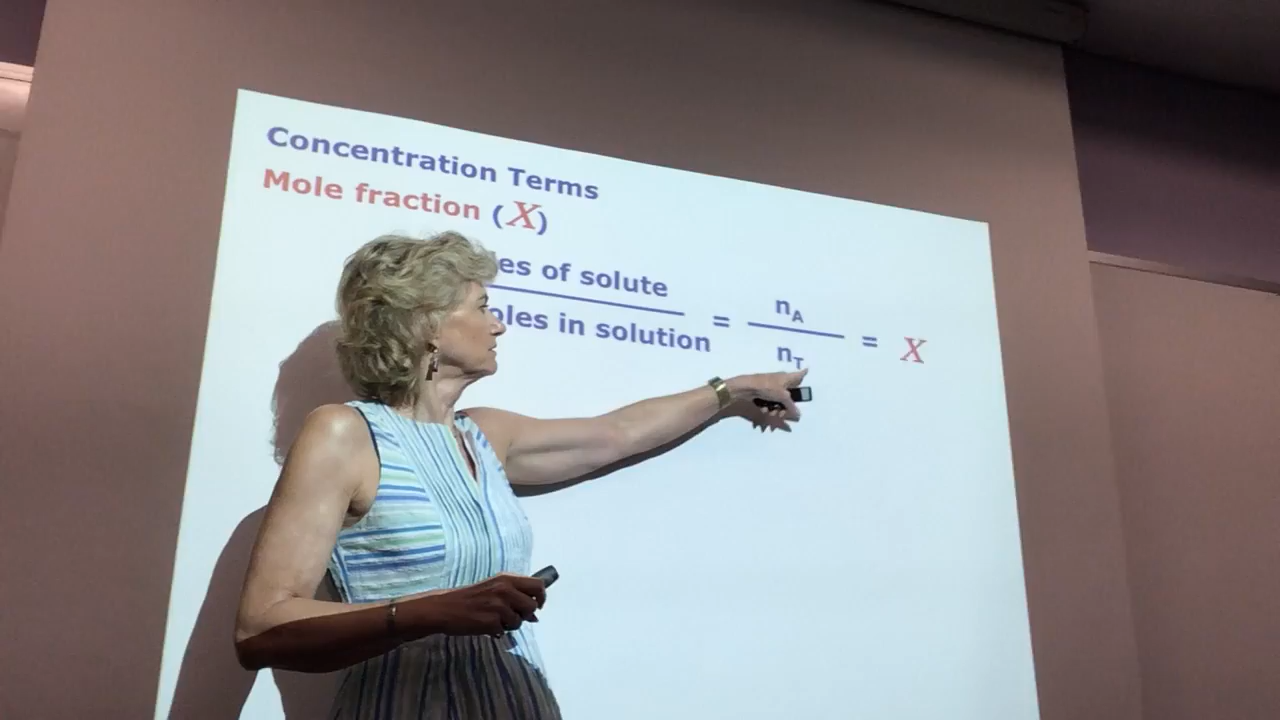 Concentration Terms
Mole fraction (X)
es of solute
oles in solution
=
n_A
n_T
= X